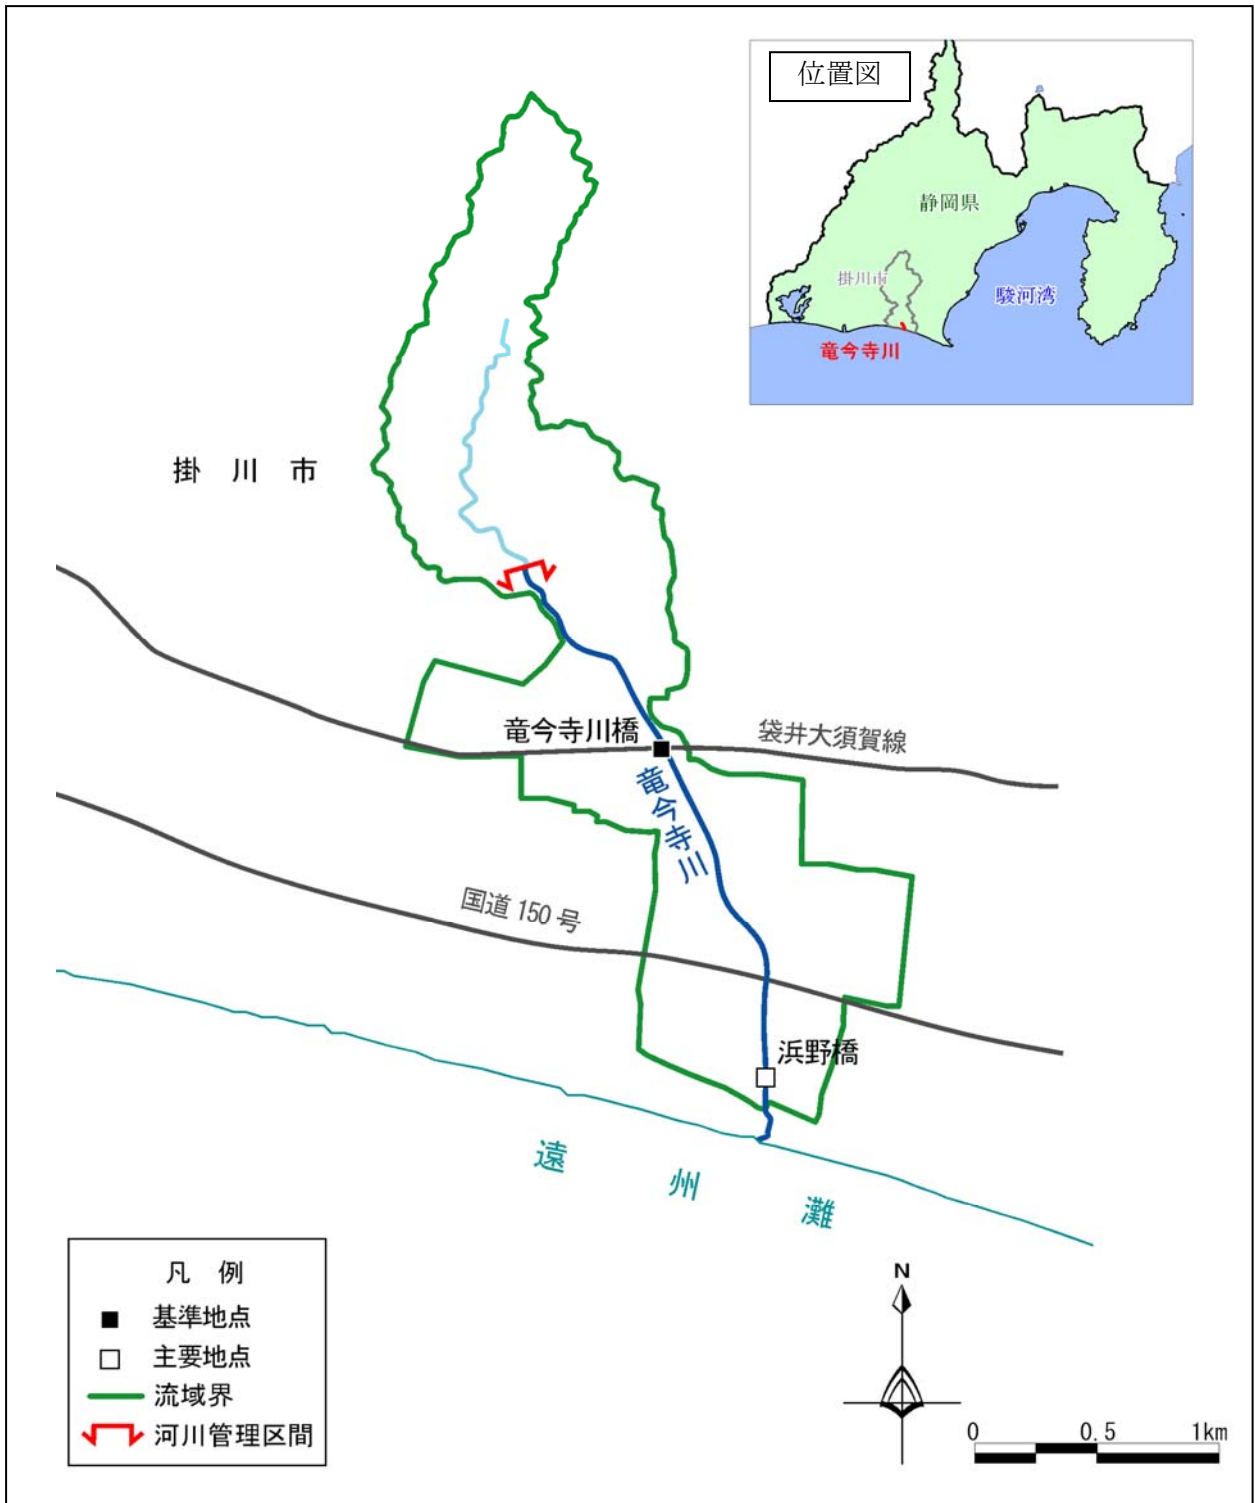 位置図
静岡県
掛川市
駿河湾
竜今寺川
掛川市
竜今寺川橋
袋井大須賀線
竜今寺川
国道150号
浜野橋
遠州灘
凡例
基準地点
主要地点
流域界
河川管理区間
N
0 0.5 1km